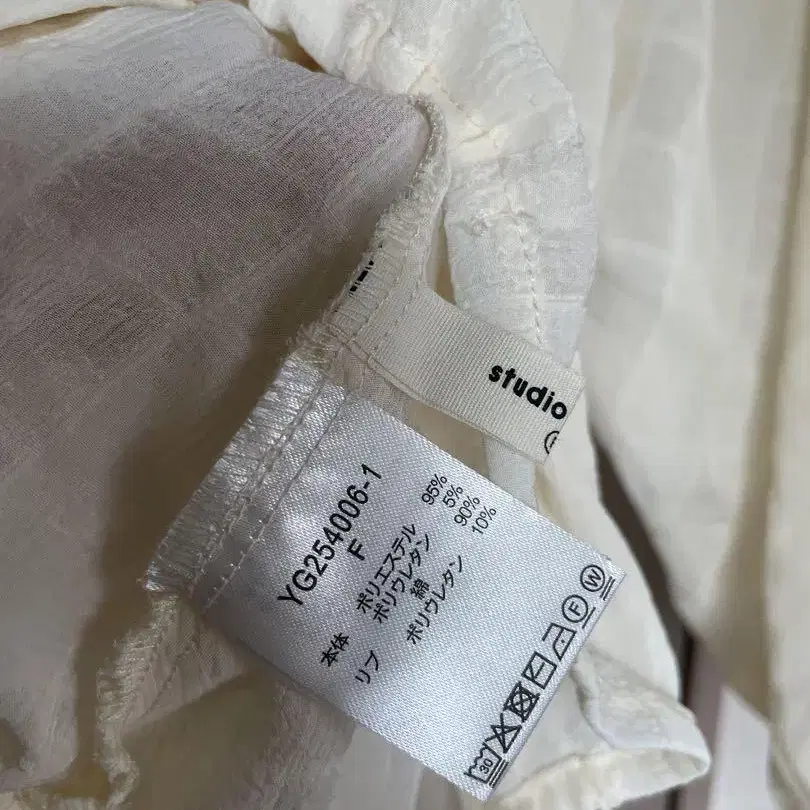 studio
YG254006-1
F
本体 ポリエステル 95%
ポリウレタン 5%
リブ 綿 90%
ポリウレタン 10%
30
F W